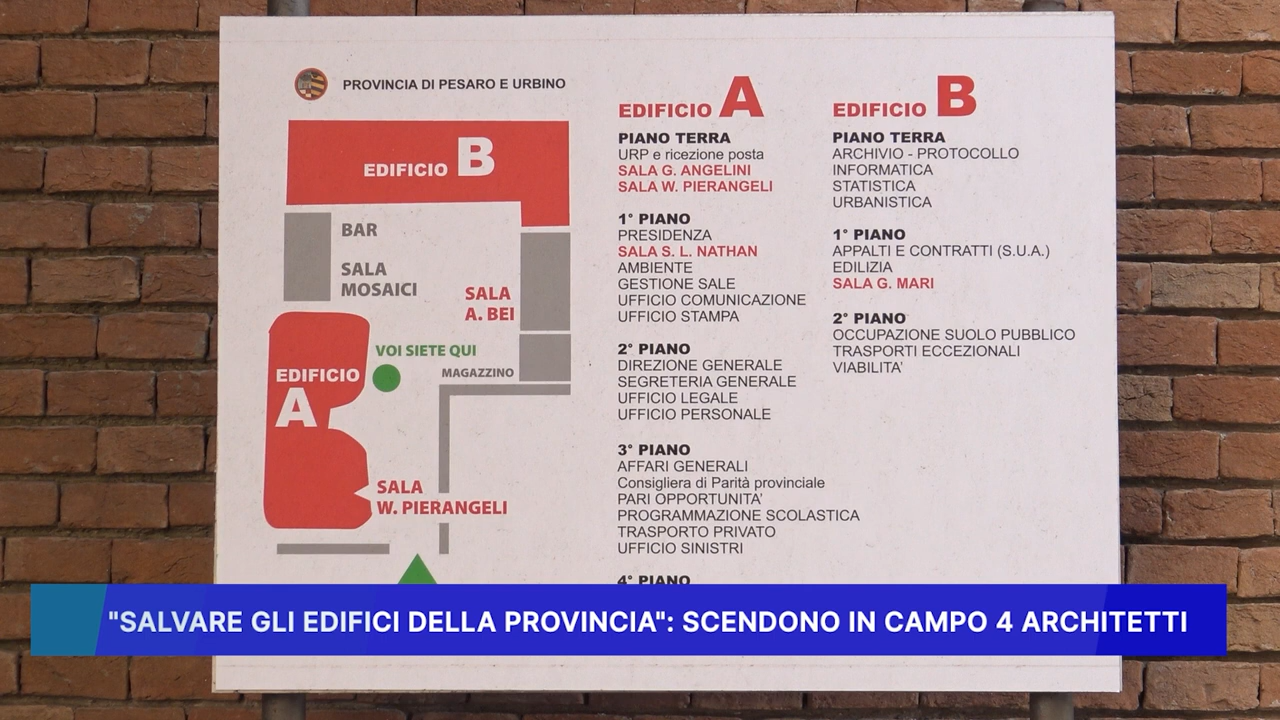 PROVINCIA DI PESARO E URBINO
EDIFICIO B
BAR
SALA
MOSAICI
SALA
A. BEI
VOI SIETE QUI
MAGAZZINO
EDIFICIO
A
SALA
W. PIERANGELI
EDIFICIO A
PIANO TERRA
URP e ricezione posta
SALA G. ANGELINI
SALA W. PIERANGELI
1° PIANO
PRESIDENZA
SALA S. L. NATHAN
AMBIENTE
GESTIONE SALE
UFFICIO COMUNICAZIONE
UFFICIO STAMPA
2° PIANO
DIREZIONE GENERALE
SEGRETERIA GENERALE
UFFICIO LEGALE
UFFICIO PERSONALE
3° PIANO
AFFARI GENERALI
Consigliera di Parità provinciale
PARI OPPORTUNITA'
PROGRAMMAZIONE SCOLASTICA
TRASPORTO PRIVATO
UFFICIO SINISTRI
4° PIANO
EDIFICIO B
PIANO TERRA
ARCHIVIO - PROTOCOLLO
INFORMATICA
STATISTICA
URBANISTICA
1° PIANO
APPALTI E CONTRATTI (S.U.A.)
EDILIZIA
SALA G. MARI
2° PIANO
OCCUPAZIONE SUOLO PUBBLICO
TRASPORTI ECCEZIONALI
VIABILITA'
"SALVARE GLI EDIFICI DELLA PROVINCIA": SCENDONO IN CAMPO 4 ARCHITETTI